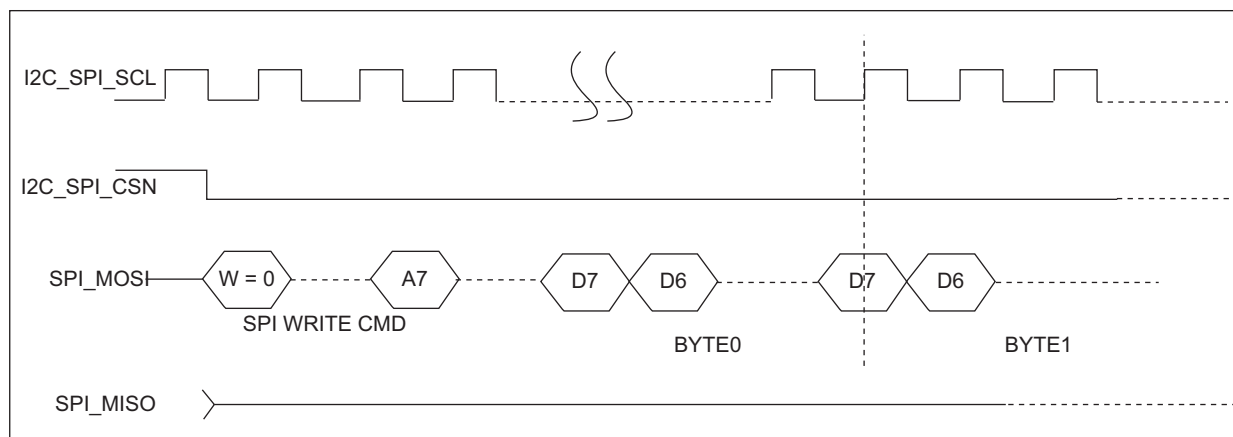 I2C_SPI_SCL
I2C_SPI_CSN
SPI_MOSI
W = 0
A7
D7
D6
D7
D6
SPI WRITE CMD
BYTE0
BYTE1
SPI_MISO